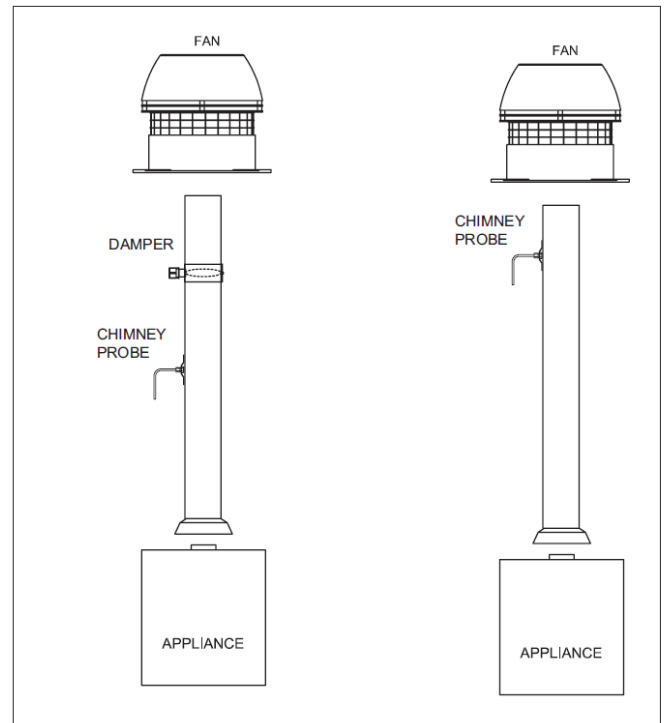 FAN
DAMPER
CHIMNEY
PROBE
APPLIANCE
FAN
CHIMNEY
PROBE
APPLIANCE